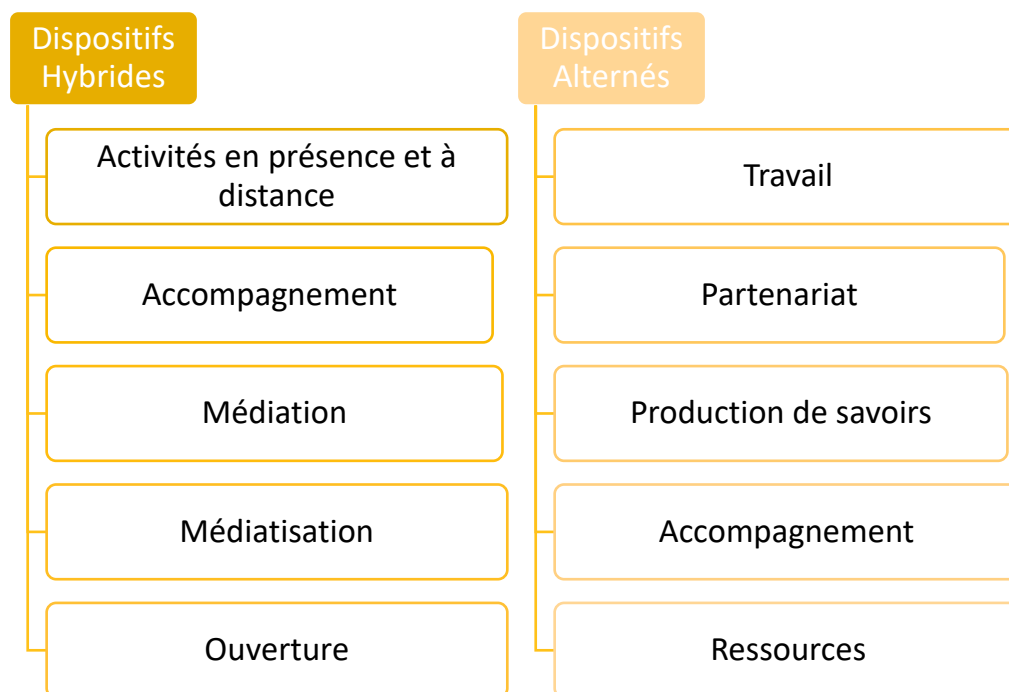 Dispositifs
Hybrides
Activités en présence et à
distance
Accompagnement
Médiation
Médiatisation
Ouverture
Dispositifs
Alternés
Travail
Partenariat
Production de savoirs
Accompagnement
Ressources